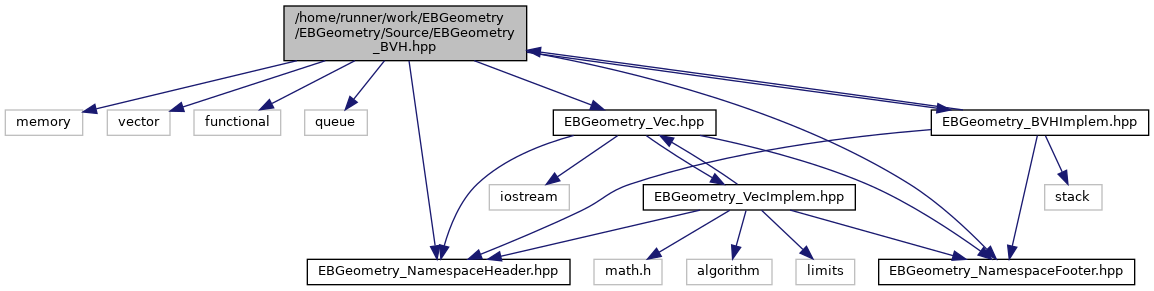 /home/runner/work/EBGeometry
/EBGeometry/Source/EBGeometry
_BVH.hpp
memory
vector
functional
queue
EBGeometry_Vec.hpp
EBGeometry_BVHImplem.hpp
iostream
EBGeometry_VecImplem.hpp
stack
EBGeometry_NamespaceHeader.hpp
math.h
algorithm
limits
EBGeometry_NamespaceFooter.hpp